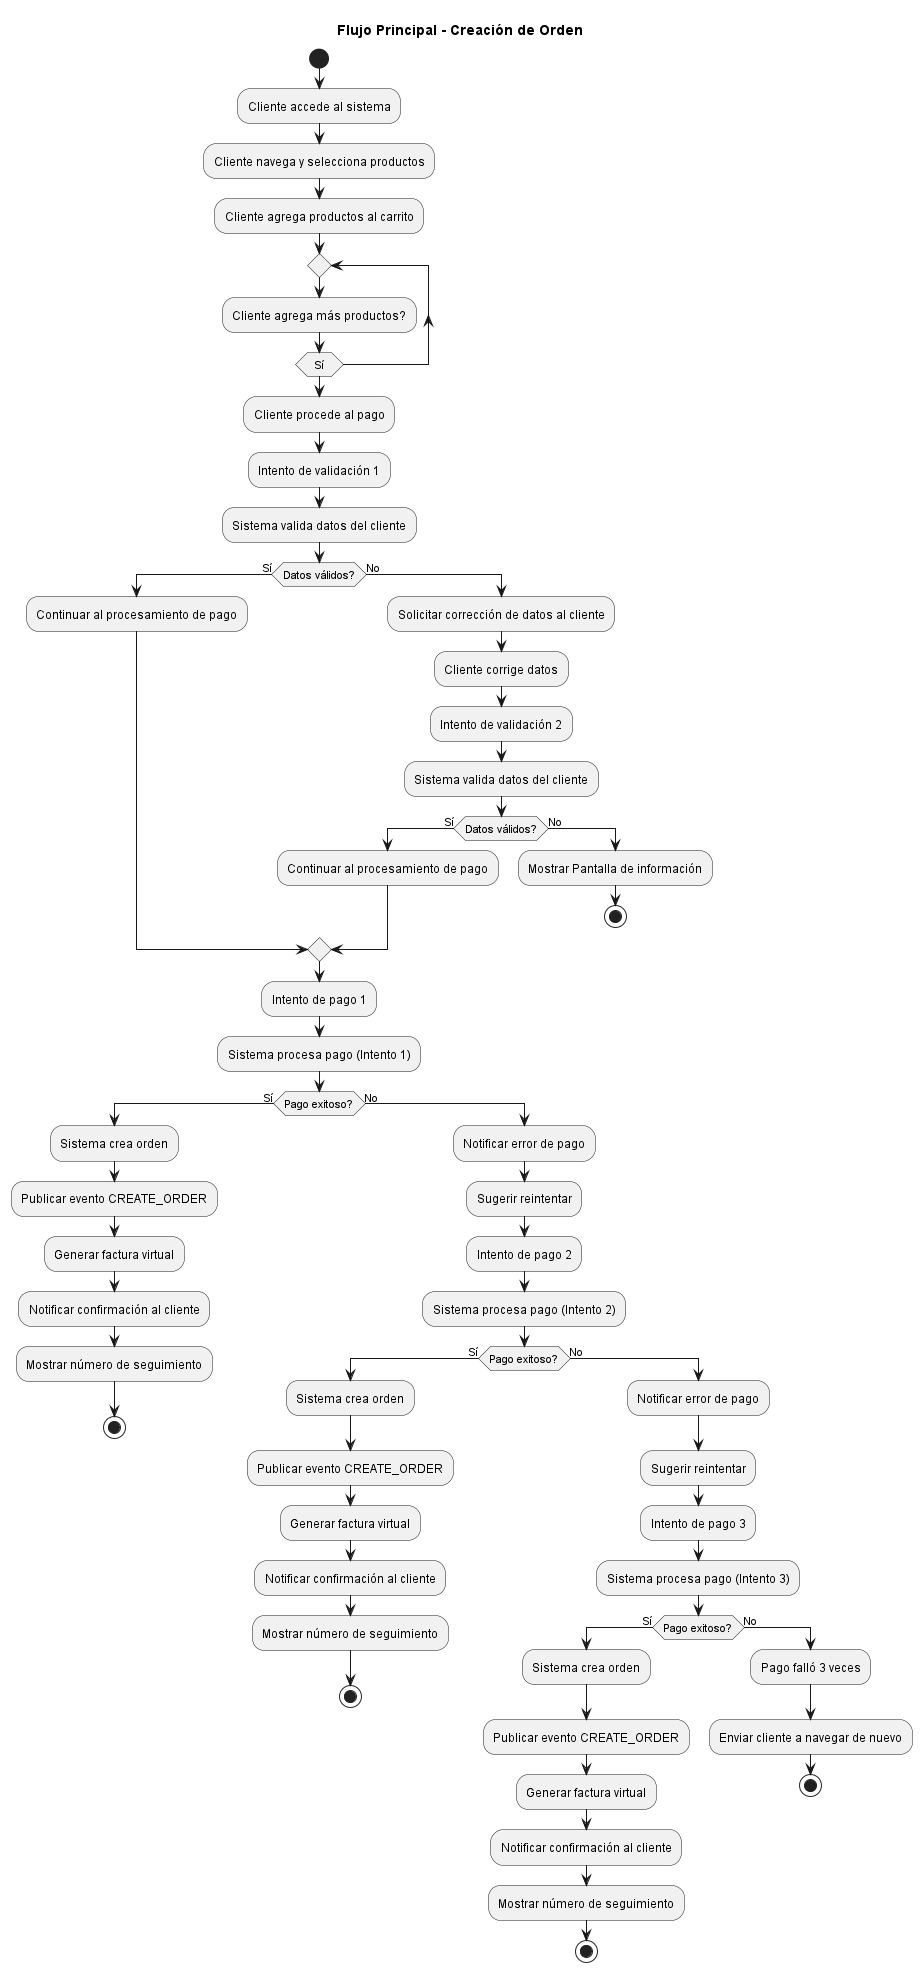 Flujo Principal - Creación de Orden
Cliente accede al sistema
Cliente navega y selecciona productos
Cliente agrega productos al carrito
Cliente agrega más productos?
Sí
Cliente procede al pago
Intento de validación 1
Sistema valida datos del cliente
Sí
Datos válidos?
No
Continuar al procesamiento de pago
Solicitar corrección de datos al cliente
Cliente corrige datos
Intento de validación 2
Sistema valida datos del cliente
Sí
Datos válidos?
No
Continuar al procesamiento de pago
Mostrar Pantalla de información
Intento de pago 1
Sistema procesa pago (Intento 1)
Sí
Pago exitoso?
No
Sistema crea orden
Publicar evento CREATE_ORDER
Generar factura virtual
Notificar confirmación al cliente
Mostrar número de seguimiento
Notificar error de pago
Sugerir reintentar
Intento de pago 2
Sistema procesa pago (Intento 2)
Sí
Pago exitoso?
No
Sistema crea orden
Publicar evento CREATE_ORDER
Generar factura virtual
Notificar confirmación al cliente
Mostrar número de seguimiento
Notificar error de pago
Sugerir reintentar
Intento de pago 3
Sistema procesa pago (Intento 3)
Sí
Pago exitoso?
No
Sistema crea orden
Publicar evento CREATE_ORDER
Generar factura virtual
Notificar confirmación al cliente
Mostrar número de seguimiento
Pago falló 3 veces
Enviar cliente a navegar de nuevo